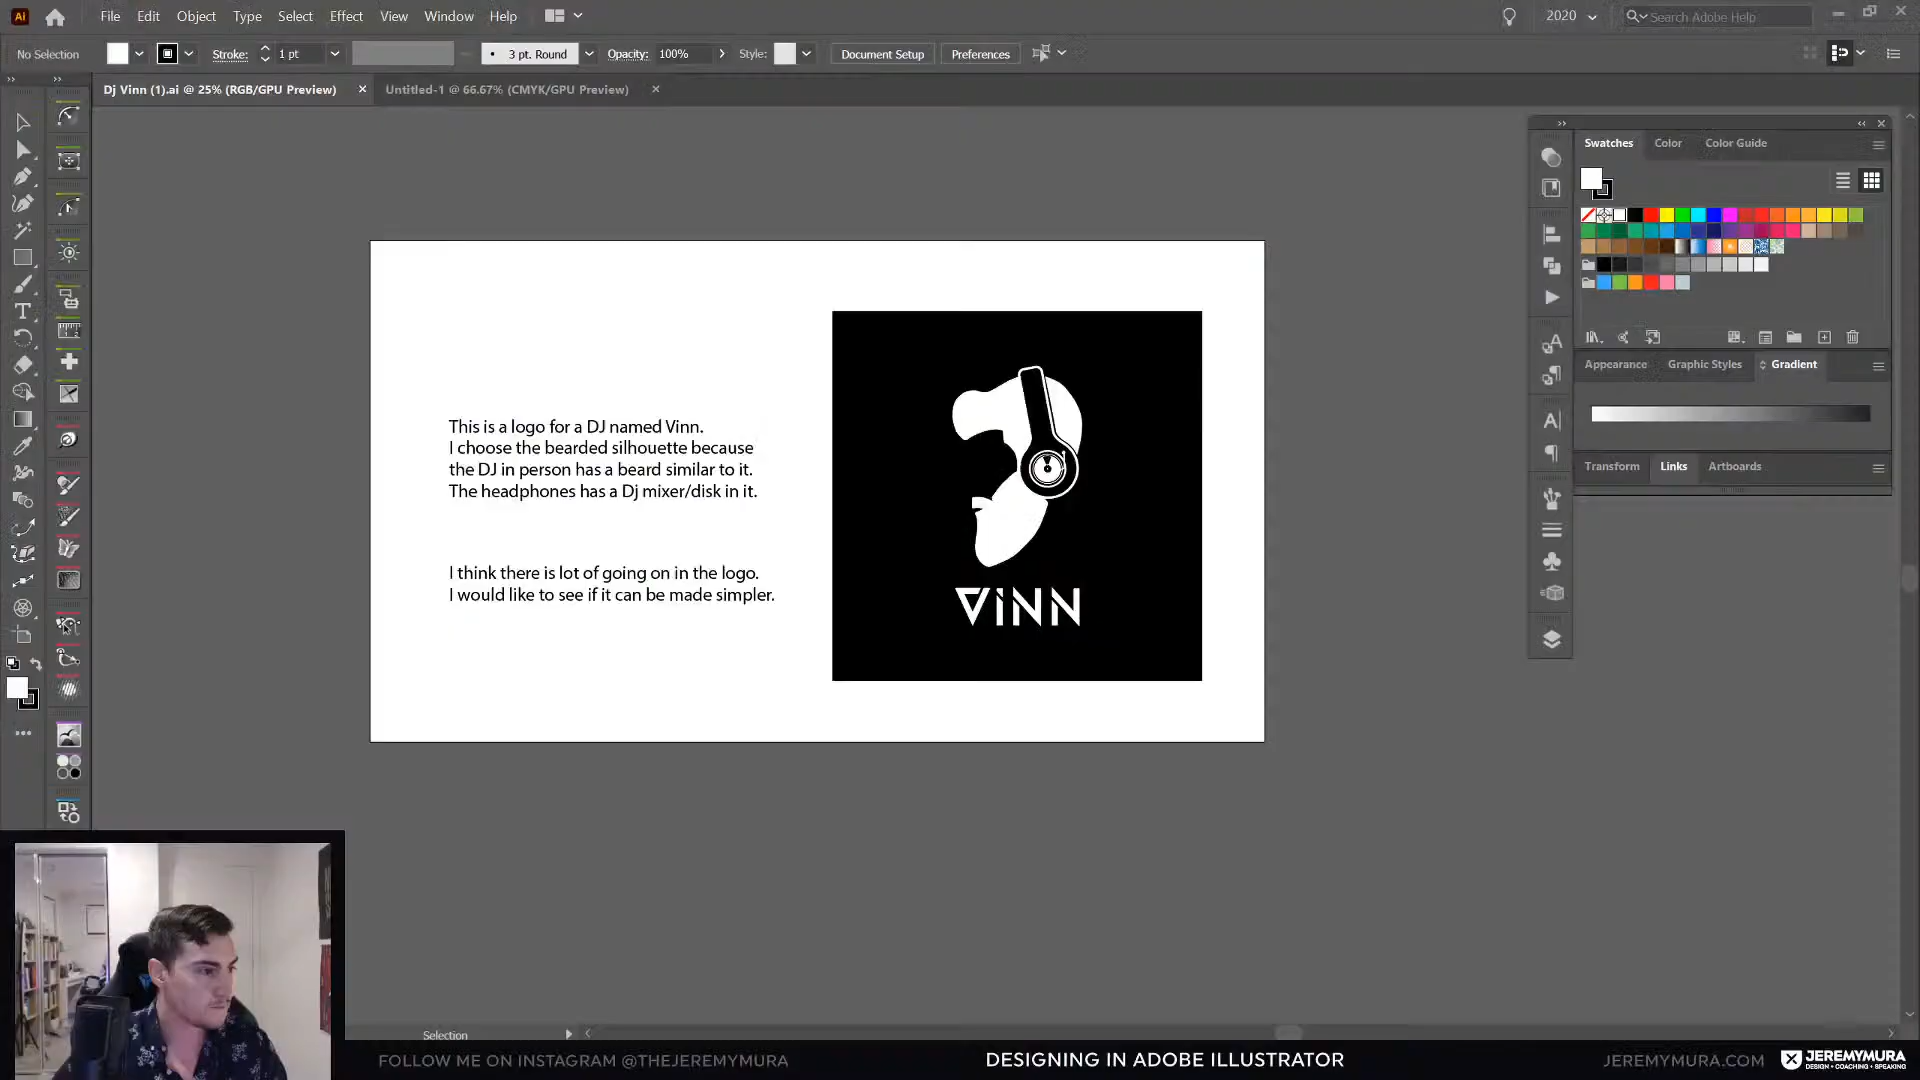 Ai
File Edit Object Type Select Effect View Window Help
2020
Search Adobe Help
No Selection
Stroke:
1 pt
3 pt. Round
Opacity:
100%
Style:
Document Setup
Preferences
Dj Vinn (1).ai @ 25% (RGB/GPU Preview)
Untitled-1 @ 66.67% (CMYK/GPU Preview)
Swatches Color Color Guide
Appearance Graphic Styles Gradient
Transform Links Artboards
This is a logo for a DJ named Vinn.
I choose the bearded silhouette because
the DJ in person has a beard similar to it.
The headphones has a Dj mixer/disk in it.
I think there is lot of going on in the logo.
I would like to see if it can be made simpler.
ViNN
Selection
FOLLOW ME ON INSTAGRAM @THEJEREMYMURA
DESIGNING IN ADOBE ILLUSTRATOR
JEREMYMURA.COM
JEREMYMURA
DESIGN • COACHING • SPEAKING